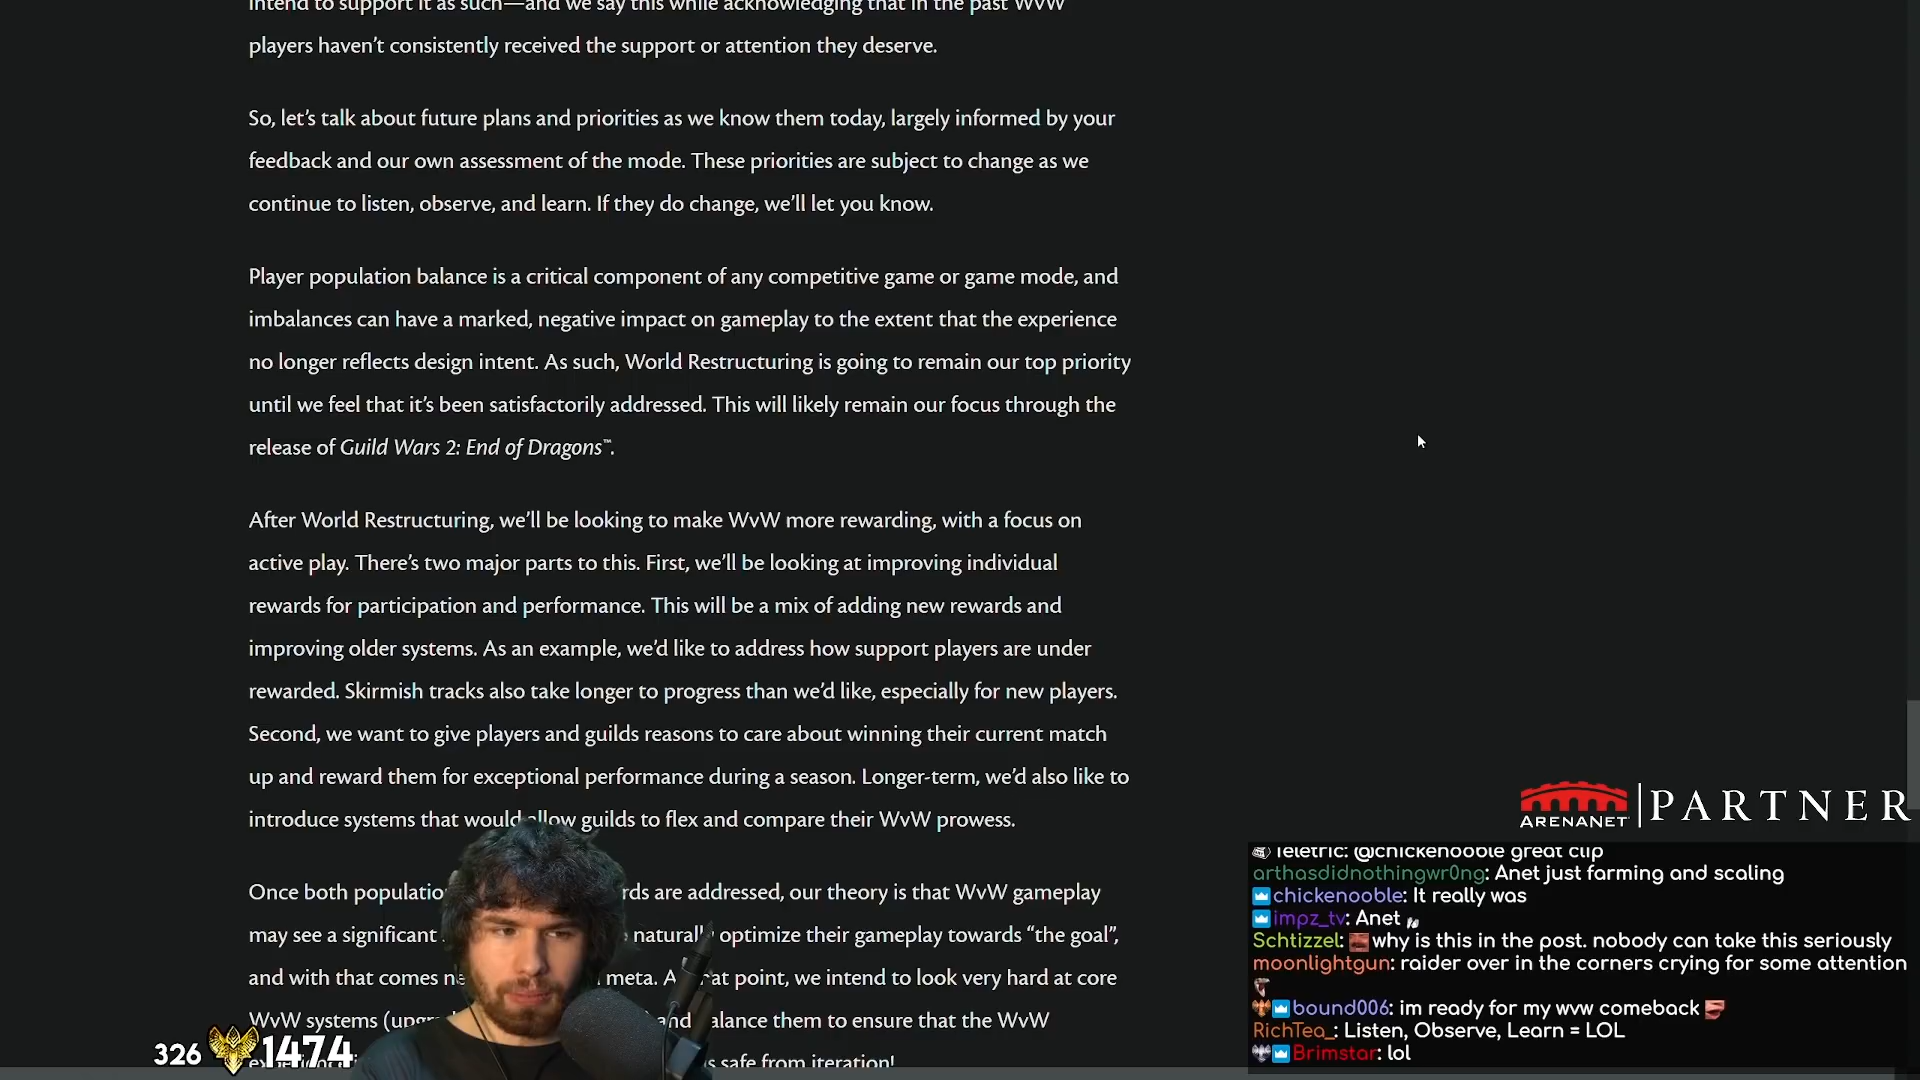 intend to support it as such—and we say this while acknowledging that in the past WvW
players haven’t consistently received the support or attention they deserve.
So, let’s talk about future plans and priorities as we know them today, largely informed by your
feedback and our own assessment of the mode. These priorities are subject to change as we
continue to listen, observe, and learn. If they do change, we’ll let you know.
Player population balance is a critical component of any competitive game or game mode, and
imbalances can have a marked, negative impact on gameplay to the extent that the experience
no longer reflects design intent. As such, World Restructuring is going to remain our top priority
until we feel that it’s been satisfactorily addressed. This will likely remain our focus through the
release of Guild Wars 2: End of Dragons™.
After World Restructuring, we’ll be looking to make WvW more rewarding, with a focus on
active play. There’s two major parts to this. First, we’ll be looking at improving individual
rewards for participation and performance. This will be a mix of adding new rewards and
improving older systems. As an example, we’d like to address how support players are under
rewarded. Skirmish tracks also take longer to progress than we’d like, especially for new players.
Second, we want to give players and guilds reasons to care about winning their current match
up and reward them for exceptional performance during a season. Longer-term, we’d also like to
introduce systems that would allow guilds to flex and compare their WvW prowess.
Once both are addressed, our theory is that WvW gameplay
may see a significant naturally optimize their gameplay towards “the goal”,
and with that comes meta. point, we intend to look very hard at core
WvW systems and balance them to ensure that the WvW
safe from iteration!
326 1474
ARENANET PARTNER
Teletric: @chickenooble great clip
arthasdidnothingwr0ng: Anet just farming and scaling
chickenooble: It really was
impz_tv: Anet
Schtizzel: why is this in the post. nobody can take this seriously
moonlightgun: raider over in the corners crying for some attention
bound006: im ready for my wvw comeback
RichTea_: Listen, Observe, Learn = LOL
Brimstar: lol